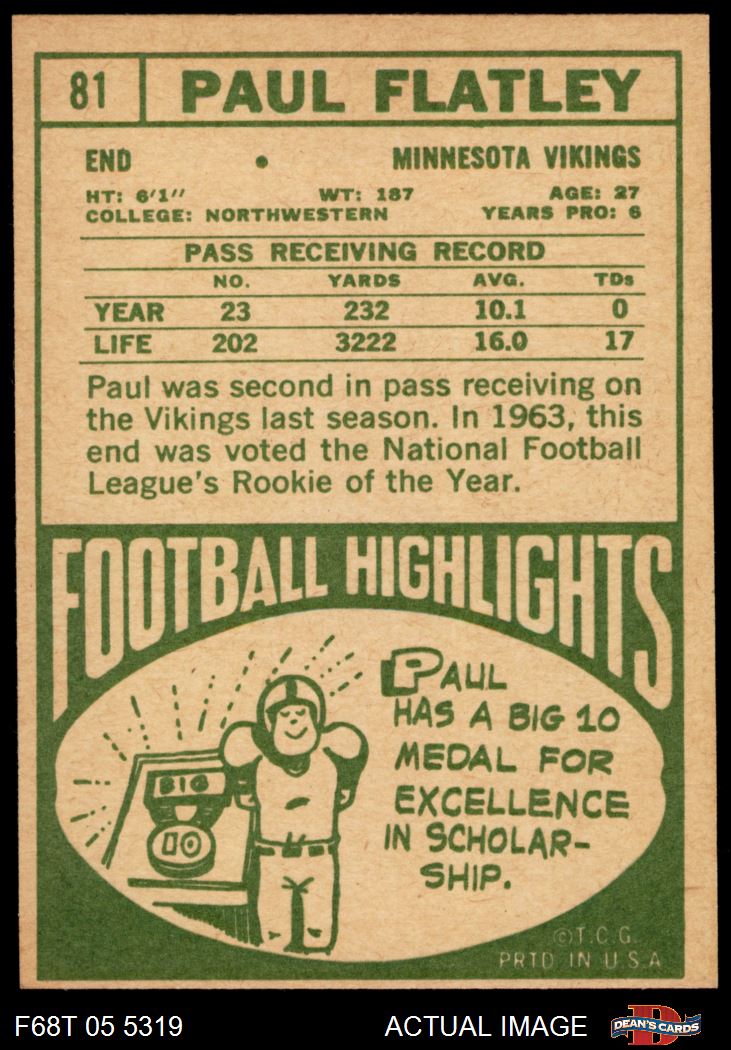 81 PAUL FLATLEY
END • MINNESOTA VIKINGS
HT: 6'1" WT: 187 AGE: 27
COLLEGE: NORTHWESTERN YEARS PRO: 6
PASS RECEIVING RECORD
NO. YARDS AVG. TDs
YEAR 23 232 10.1 0
LIFE 202 3222 16.0 17
Paul was second in pass receiving on
the Vikings last season. In 1963, this
end was voted the National Football
League's Rookie of the Year.
FOOTBALL HIGHLIGHTS
PAUL
HAS A BIG 10
MEDAL FOR
EXCELLENCE
IN SCHOLAR-
SHIP.
BIG
10
©T.C.G.
PRTD IN U.S.A
F68T 05 5319 ACTUAL IMAGE D DEAN'S CARDS